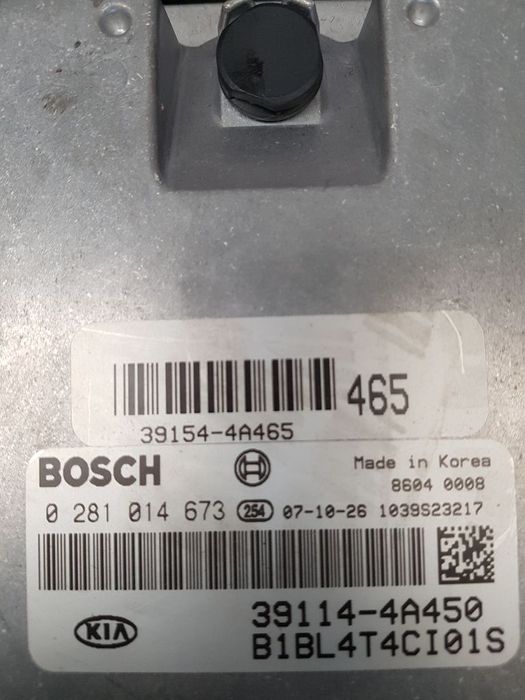 465
39154-4A465
BOSCH
Made in Korea
8604 0008
0 281 014 673 254 07-10-26 1039S23217
39114-4A450
KIA B1BL4T4CI01S